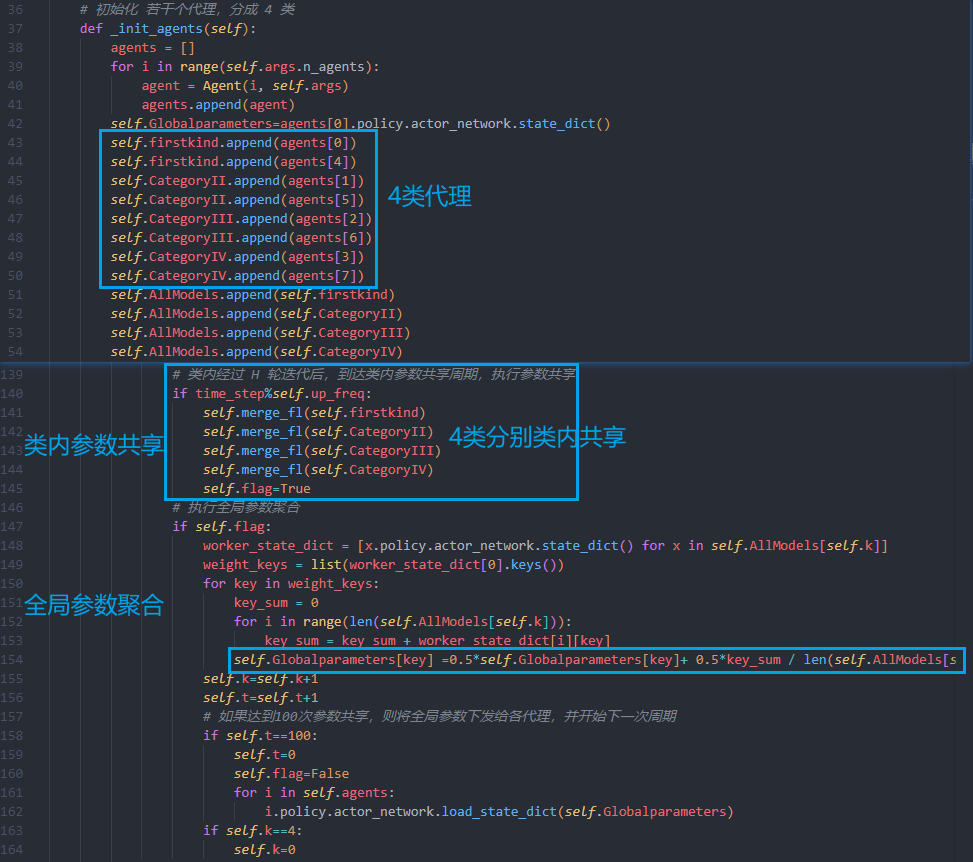 36 # 初始化 若干个代理,分成 4 类
37 def _init_agents(self):
38 agents = []
39 for i in range(self.args.n_agents):
40 agent = Agent(i, self.args)
41 agents.append(agent)
42 self.Globalparameters=agents[0].policy.actor_network.state_dict()
43 self.firstkind.append(agents[0])
44 self.firstkind.append(agents[4])
45 self.CategoryII.append(agents[1])
4类代理
46 self.CategoryII.append(agents[5])
47 self.CategoryIII.append(agents[2])
48 self.CategoryIII.append(agents[6])
49 self.CategoryIV.append(agents[3])
50 self.CategoryIV.append(agents[7])
51 self.AllModels.append(self.firstkind)
52 self.AllModels.append(self.CategoryII)
53 self.AllModels.append(self.CategoryIII)
54 self.AllModels.append(self.CategoryIV)
139 # 类内经过 H 轮迭代后,到达类内参数共享周期,执行参数共享
140 if time_step%self.up_freq:
141 self.merge_fl(self.firstkind)
142 self.merge_fl(self.CategoryII)
4类分别类内共享
类内参数共享
143 self.merge_fl(self.CategoryIII)
144 self.merge_fl(self.CategoryIV)
145 self.flag=True
146 # 执行全局参数聚合
147 if self.flag:
148 worker_state_dict = [x.policy.actor_network.state_dict() for x in self.AllModels[self.k]]
149 weight_keys = list(worker_state_dict[0].keys())
150 for key in weight_keys:
151 key_sum = 0
全局参数聚合
152 for i in range(len(self.AllModels[self.k])):
153 key_sum = key_sum + worker_state_dict[i][key]
154 self.Globalparameters[key] =0.5*self.Globalparameters[key]+ 0.5*key_sum / len(self.AllModels[s
155 self.k=self.k+1
156 self.t=self.t+1
157 # 如果达到100次参数共享,则将全局参数下发给各代理,并开始下一次周期
158 if self.t==100:
159 self.t=0
160 self.flag=False
161 for i in self.agents:
162 i.policy.actor_network.load_state_dict(self.Globalparameters)
163 if self.k==4:
164 self.k=0